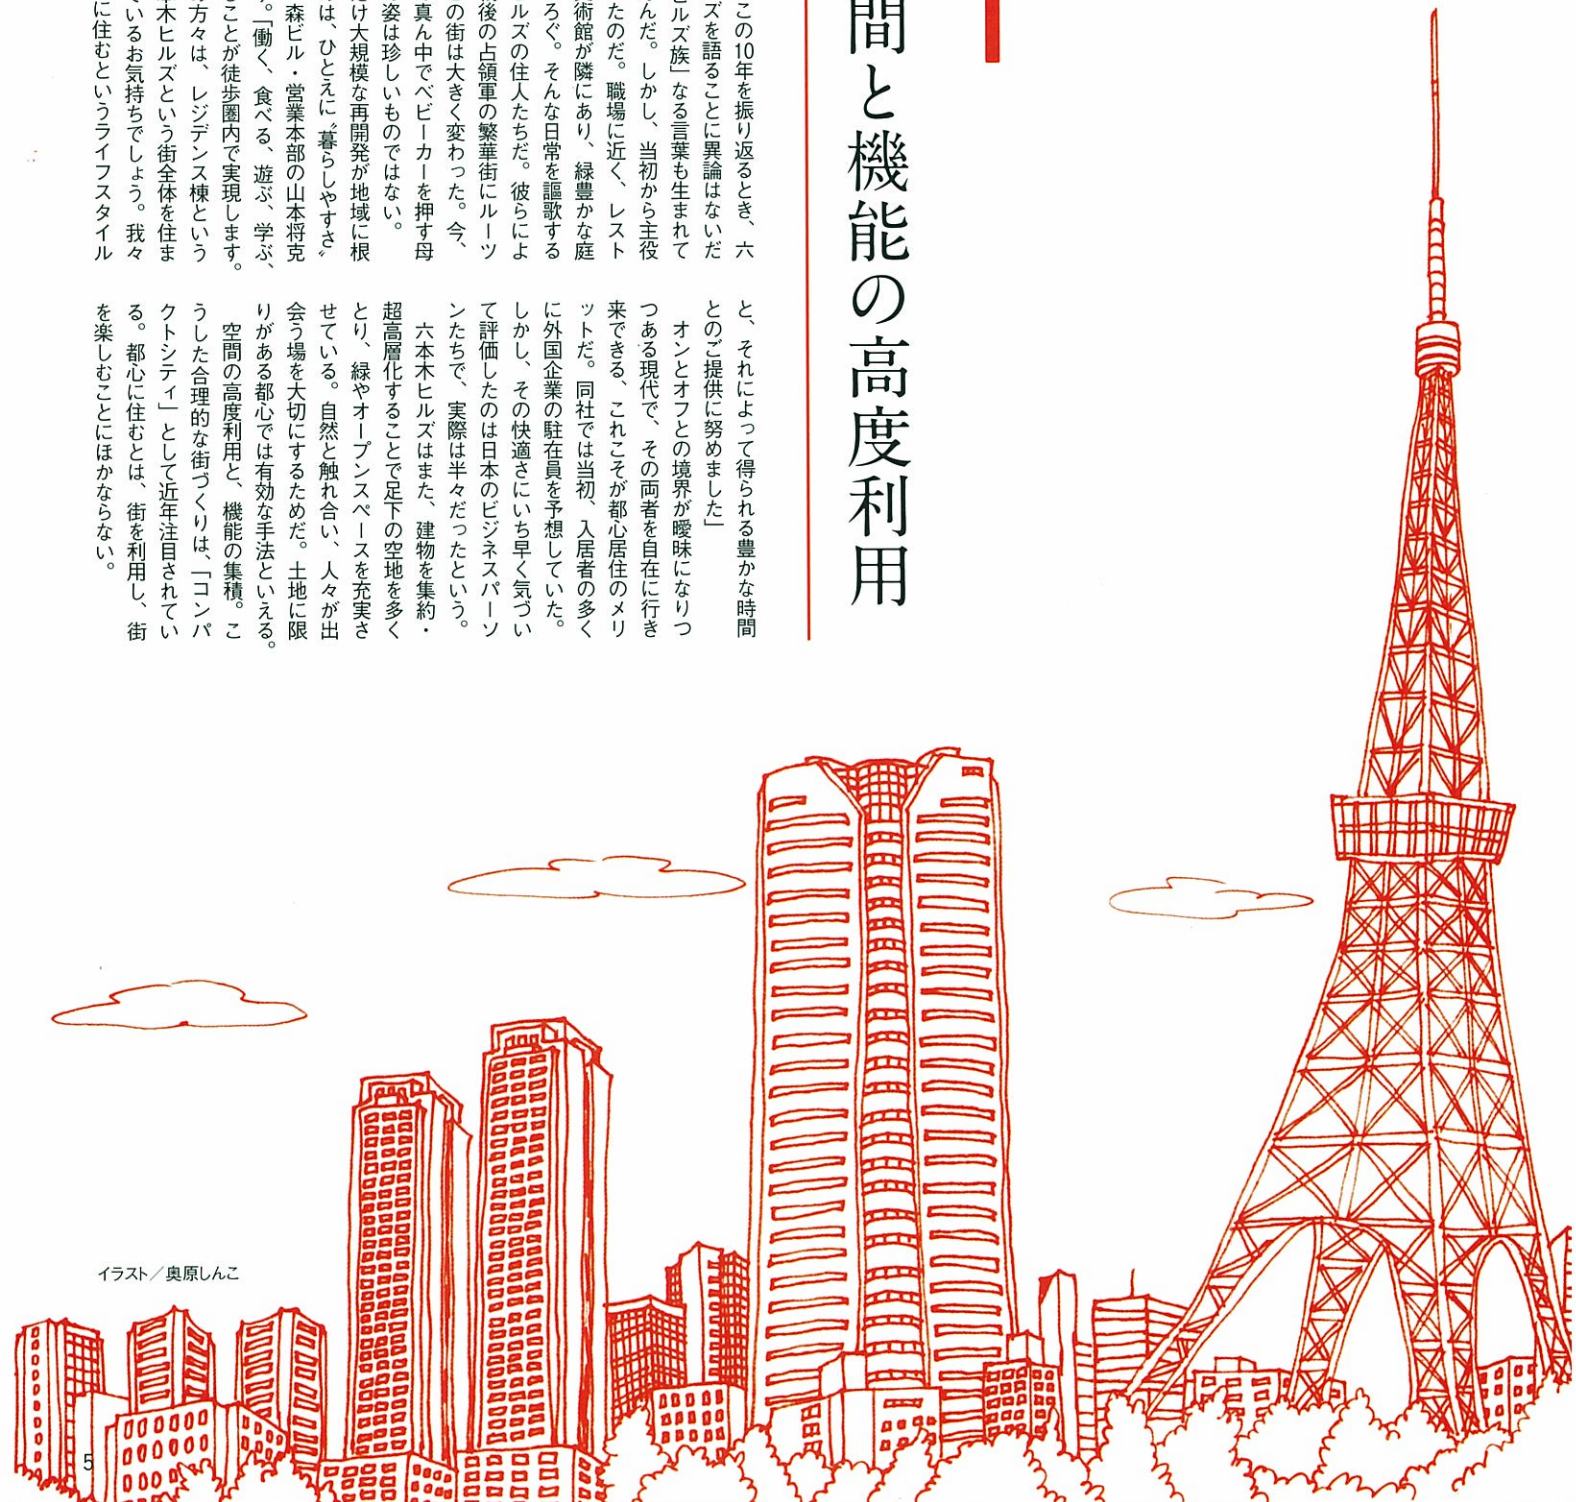 間と機能の高度利用
この10年を振り返るとき、六
ズを語ることに異論はないだ
ヒルズ族」なる言葉も生まれて
んだ。しかし、当初から主役
たのだ。職場に近く、レスト
術館が隣にあり、緑豊かな庭
ろぐ。そんな日常を謳歌する
ルズの住人たちだ。彼らによ
後の占領軍の繁華街にルーツ
の街は大きく変わった。今、
真ん中でベビーカーを押す母
姿は珍しいものではない。
け大規模な再開発が地域に根
は、ひとえに〝暮らしやすさ〟
森ビル・営業本部の山本将克
す。「働く、食べる、遊ぶ、学ぶ、
ことが徒歩圏内で実現します。
方々は、レジデンス棟という
木ヒルズという街全体を住ま
いるお気持ちでしょう。我々
に住むというライフスタイル
と、それによって得られる豊かな時間
とのご提供に努めました」
オンとオフとの境界が曖昧になりつ
つある現代で、その両者を自在に行き
来できる、これこそが都心居住のメリ
ットだ。同社では当初、入居者の多く
に外国企業の駐在員を予想していた。
しかし、その快適さにいち早く気づい
て評価したのは日本のビジネスパーソ
ンたちで、実際は半々だったという。
六本木ヒルズはまた、建物を集約・
超高層化することで足下の空地を多く
とり、緑やオープンスペースを充実さ
せている。自然と触れ合い、人々が出
会う場を大切にするためだ。土地に限
りがある都心では有効な手法といえる。
空間の高度利用と、機能の集積。こ
うした合理的な街づくりは、「コンパ
クトシティ」として近年注目されてい
る。都心に住むとは、街を利用し、街
を楽しむことにほかならない。
イラスト／奥原しんこ
5